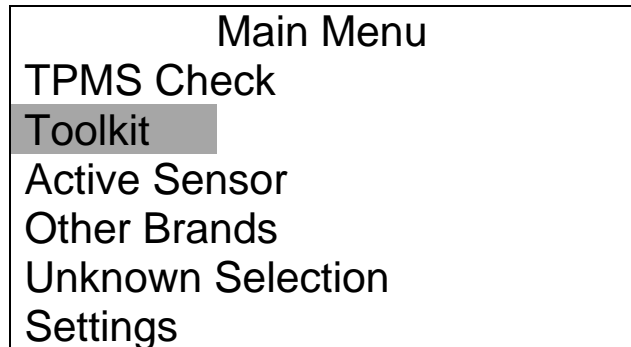 Main Menu
TPMS Check
Toolkit
Active Sensor
Other Brands
Unknown Selection
Settings